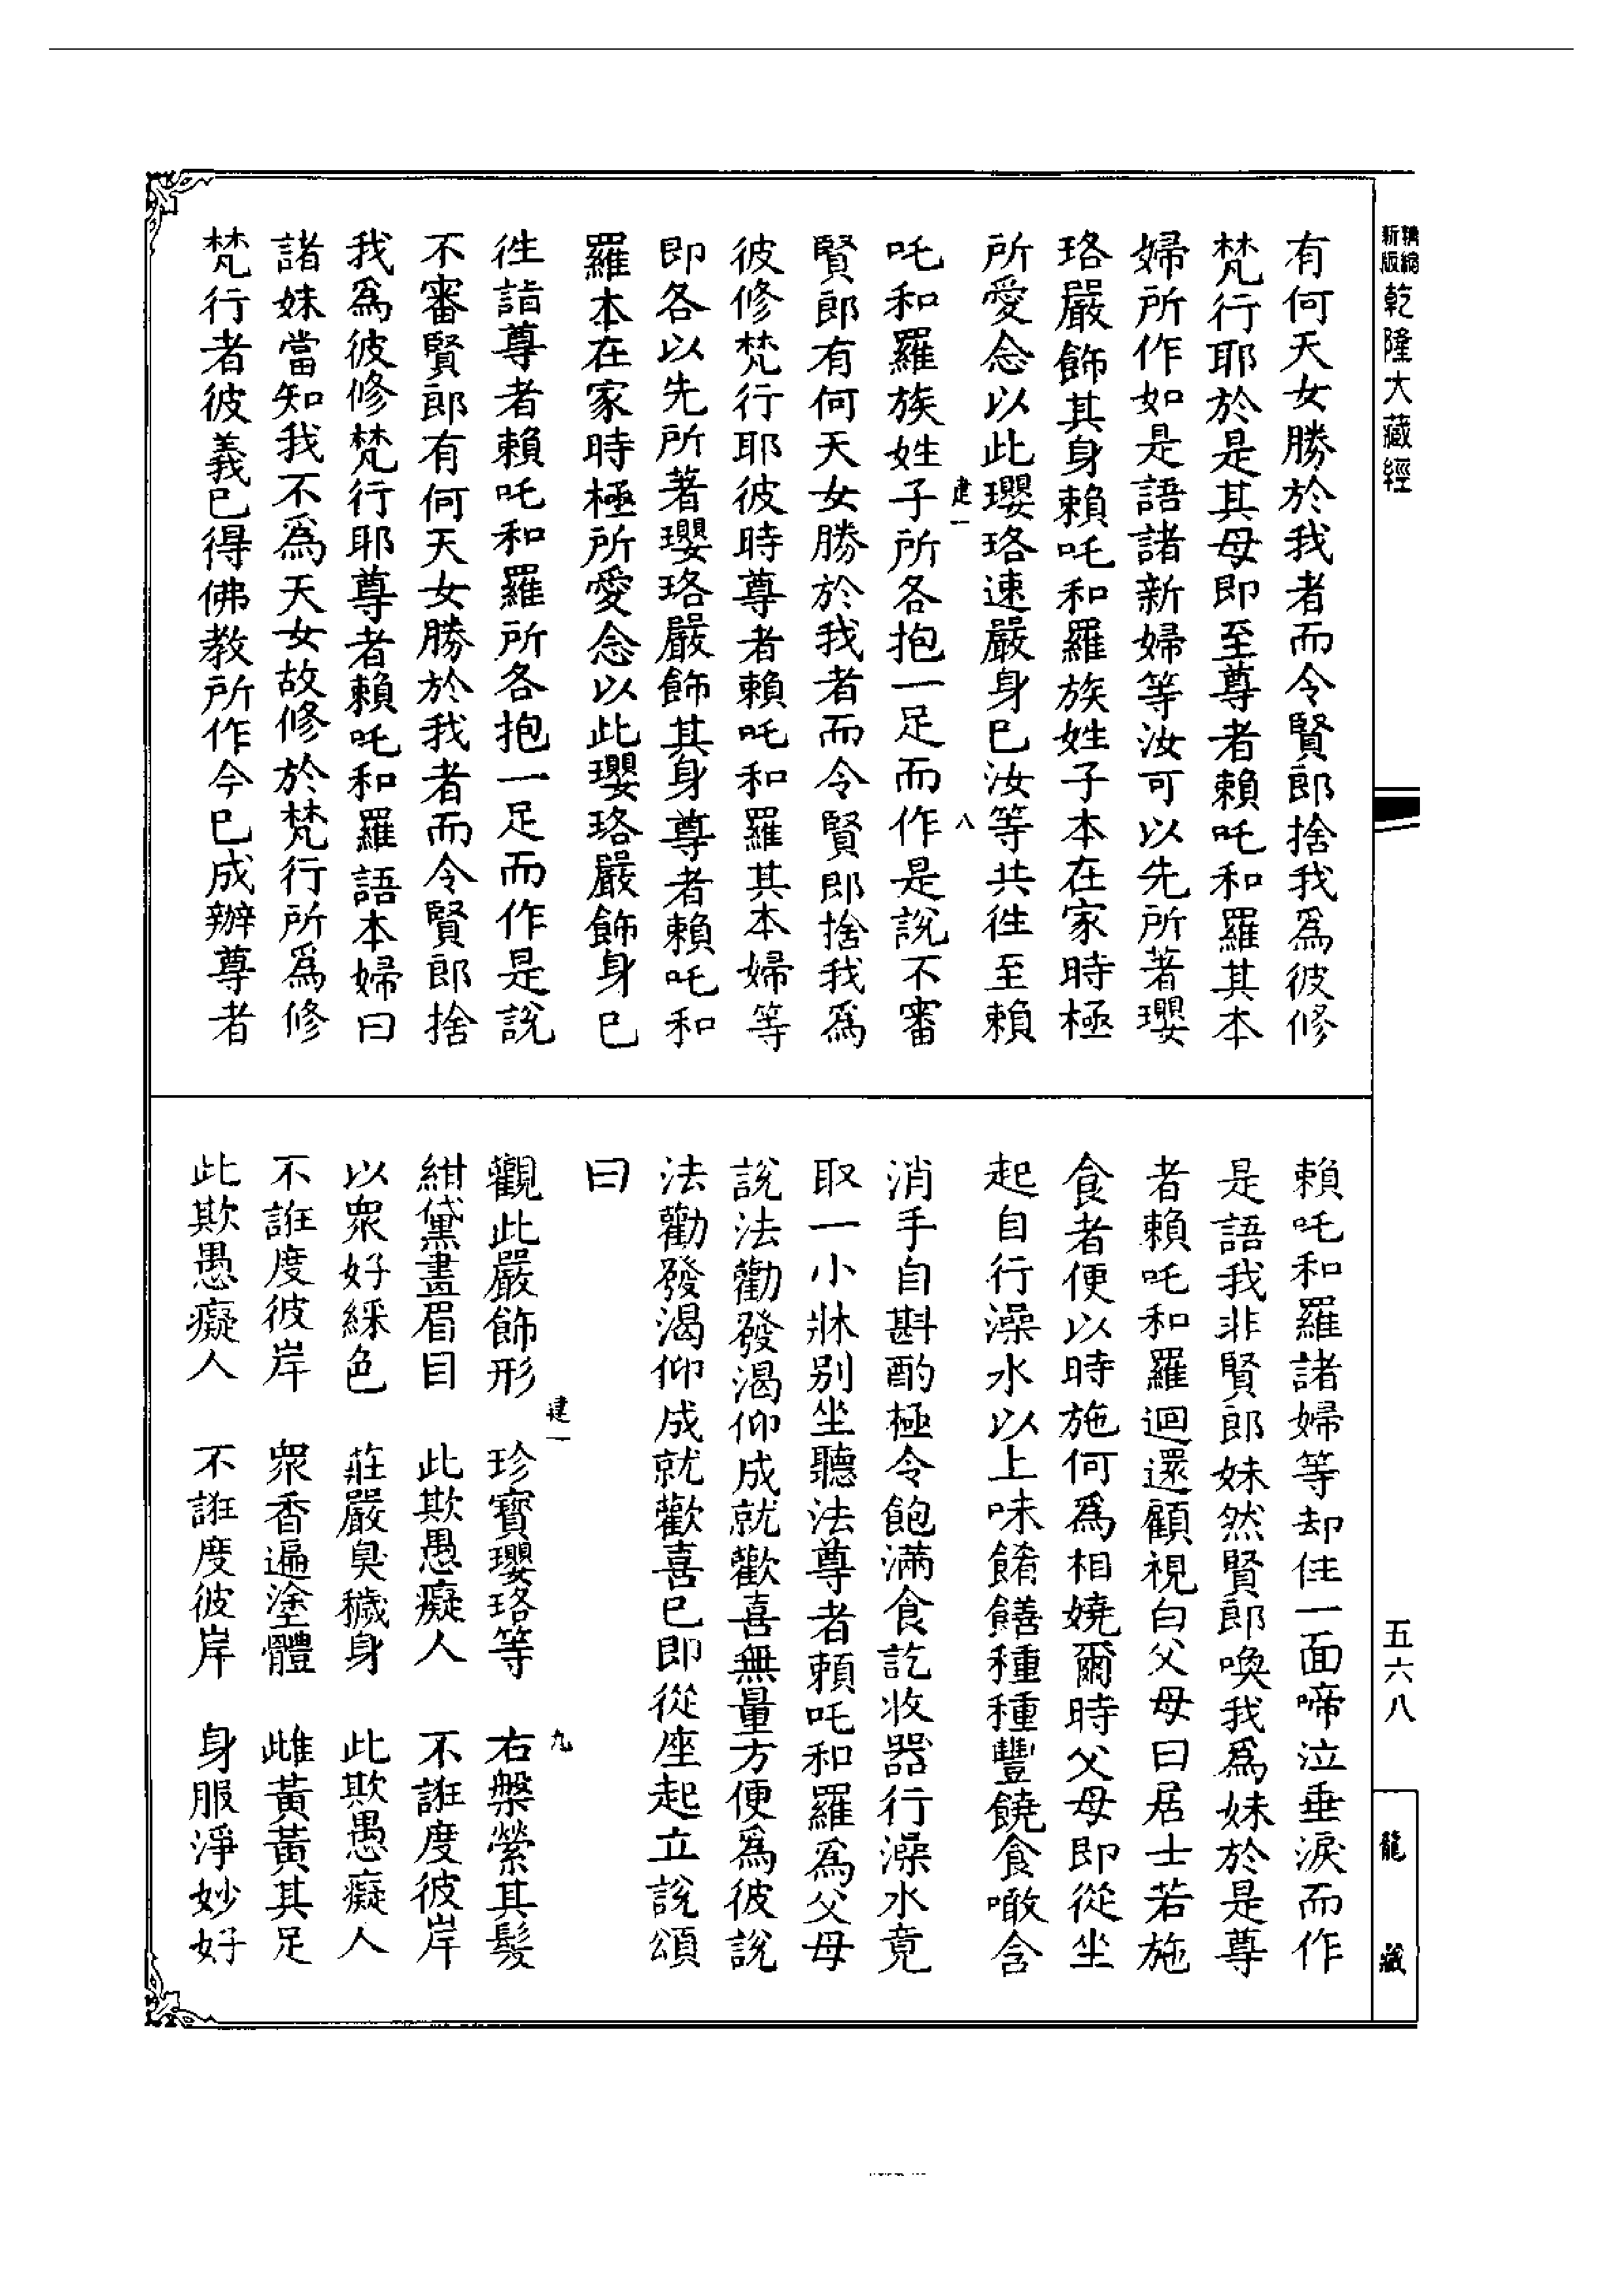 新編縮版
乾隆大藏經
有何天女勝於我者而令賢郎捨我爲彼修
梵行耶於是其母即至尊者賴吒和羅其本
婦所作如是語諸新婦等汝可以先所著瓔
珞嚴飾其身賴吒和羅族姓子本在家時極
所愛念以此瓔珞速嚴身已汝等共往至賴
建一 八
吒和羅族姓子所各抱一足而作是說不審
賢郎有何天女勝於我者而令賢郎捨我爲
彼修梵行耶彼時尊者賴吒和羅其本婦等
即各以先所著瓔珞嚴飾其身尊者賴吒和
羅本在家時極所愛念以此瓔珞嚴飾身已
往詣尊者賴吒和羅所各抱一足而作是說
不審賢郎有何天女勝於我者而令賢郎捨
我爲彼修梵行耶尊者賴吒和羅語本婦曰
諸妹當知我不爲天女故修於梵行所爲修
梵行者彼義已得佛教所作今已成辦尊者
賴吒和羅諸婦等却住一面啼泣垂淚而作
是語我非賢郎妹然賢郎喚我爲妹於是尊
者賴吒和羅迴還顧視白父母曰居士若施
食者便以時施何爲相嬈爾時父母即從坐
起自行澡水以上味餚饍種種豐饒食噉含
消手自斟酌極令飽滿食訖收器行澡水竟
取一小牀別坐聽法尊者賴吒和羅爲父母
說法勸發渴仰成就歡喜無量方便爲彼說
法勸發渴仰成就歡喜已即從座起立說頌
曰
建一 九
觀此嚴飾形 珍寶瓔珞等 右槃縈其髮
紺黛畫眉目 此欺愚癡人 不誑度彼岸
以衆好綵色 莊嚴臭穢身 此欺愚癡人
不誑度彼岸 衆香遍塗體 雌黃黃其足
此欺愚癡人 不誑度彼岸 身服淨妙好
五六八
龍藏